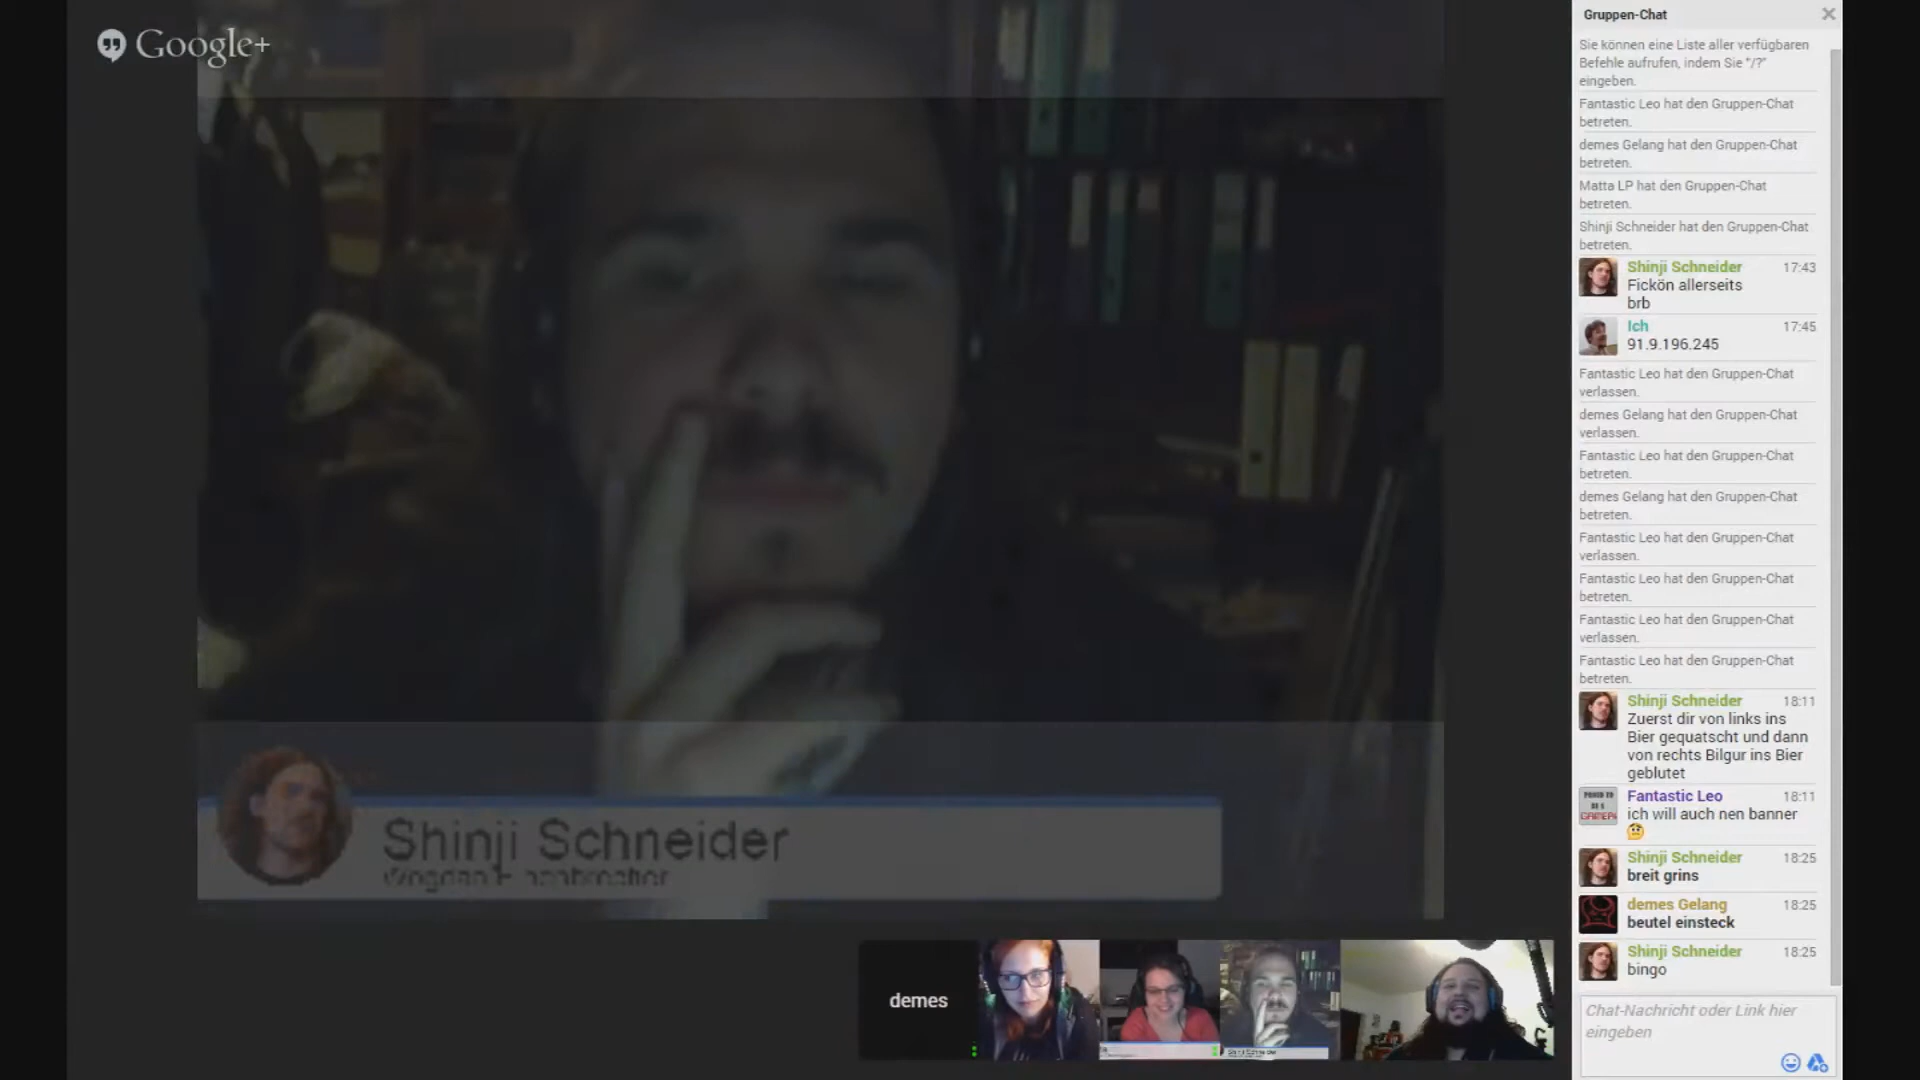 Google+
Shinji Schneider
demes
Gruppen-Chat
Sie können eine Liste aller verfügbaren
Befehle aufrufen, indem Sie "/?"
eingeben.
Fantastic Leo hat den Gruppen-Chat
betreten.
demes Gelang hat den Gruppen-Chat
betreten.
Matta LP hat den Gruppen-Chat
betreten.
Shinji Schneider hat den Gruppen-Chat
betreten.
Shinji Schneider 17:43
Fickön allerseits
brb
Ich 17:45
91.9.196.245
Fantastic Leo hat den Gruppen-Chat
verlassen.
demes Gelang hat den Gruppen-Chat
verlassen.
Fantastic Leo hat den Gruppen-Chat
betreten.
demes Gelang hat den Gruppen-Chat
betreten.
Fantastic Leo hat den Gruppen-Chat
verlassen.
Fantastic Leo hat den Gruppen-Chat
betreten.
Fantastic Leo hat den Gruppen-Chat
verlassen.
Fantastic Leo hat den Gruppen-Chat
betreten.
Shinji Schneider 18:11
Zuerst dir von links ins
Bier gequatscht und dann
von rechts Bilgur ins Bier
geblutet
Fantastic Leo 18:11
ich will auch nen banner
Shinji Schneider 18:25
breit grins
demes Gelang 18:25
beutel einsteck
Shinji Schneider 18:25
bingo
Chat-Nachricht oder Link hier
eingeben